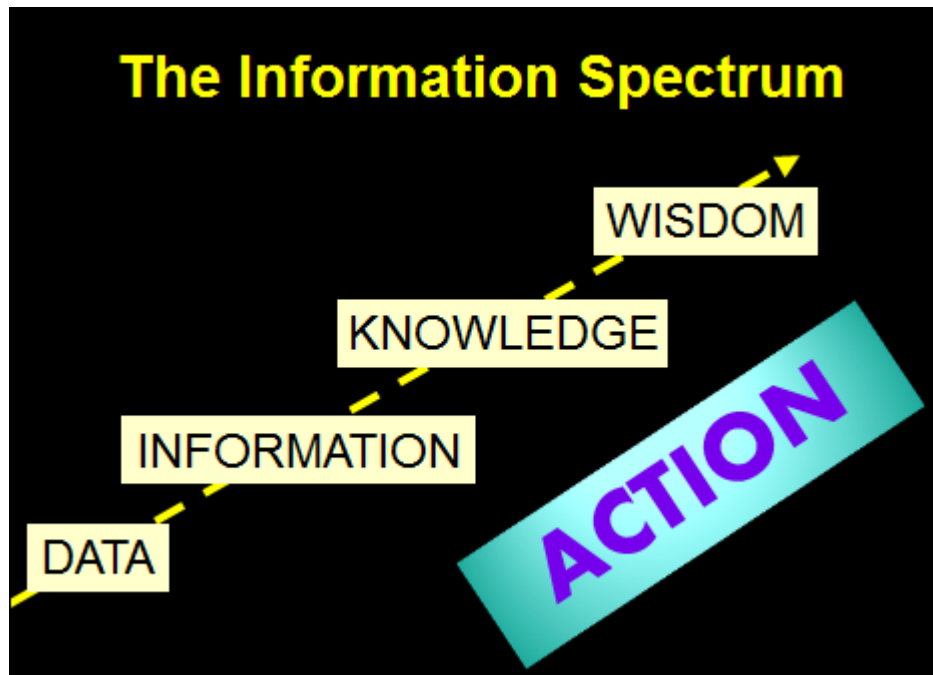 The Information Spectrum
WISDOM
KNOWLEDGE
INFORMATION
DATA
ACTION